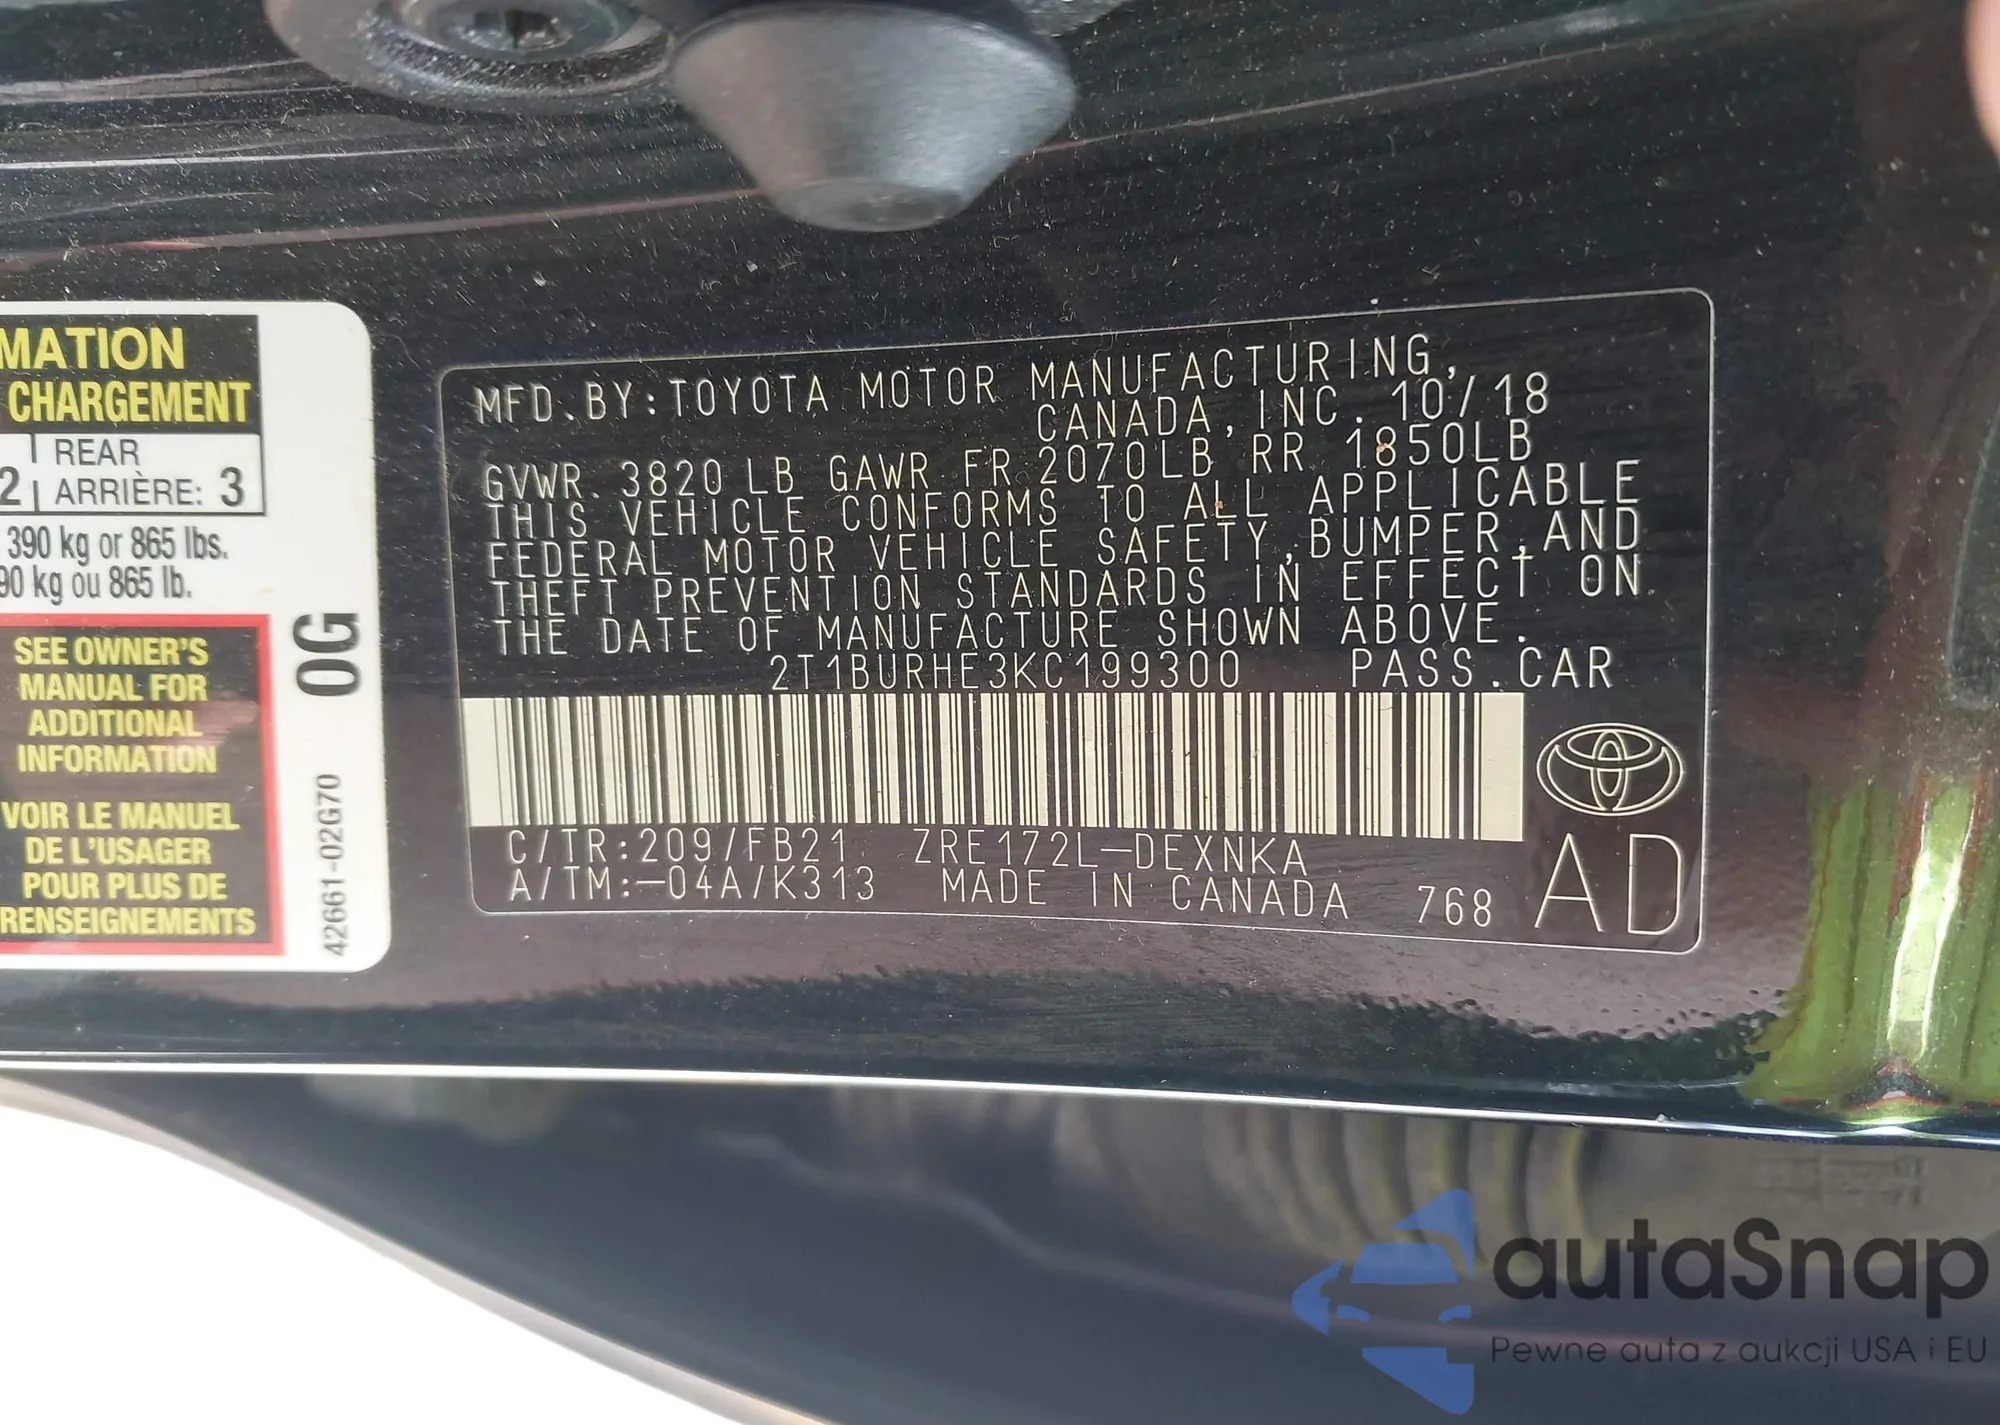 MATION
CHARGEMENT
2 REAR
ARRIÈRE: 3
390 kg or 865 lbs.
90 kg ou 865 lb.
SEE OWNER'S
MANUAL FOR
ADDITIONAL
INFORMATION
VOIR LE MANUEL
DE L'USAGER
POUR PLUS DE
RENSEIGNEMENTS
0G
42661-02G70
MFD.BY:TOYOTA MOTOR MANUFACTURING,
CANADA,INC. 10/18
GVWR. 3820 LB GAWR FR 2070LB RR 1850LB
THIS VEHICLE CONFORMS TO ALL APPLICABLE
FEDERAL MOTOR VEHICLE SAFETY,BUMPER,AND
THEFT PREVENTION STANDARDS IN EFFECT ON
THE DATE OF MANUFACTURE SHOWN ABOVE.
2T1BURHE3KC199300 PASS.CAR
C/TR:209/FB21 ZRE172L-DEXNKA
A/TM:-04A/K313 MADE IN CANADA 768 AD
autaSnap
Pewne auta z aukcji USA i EU